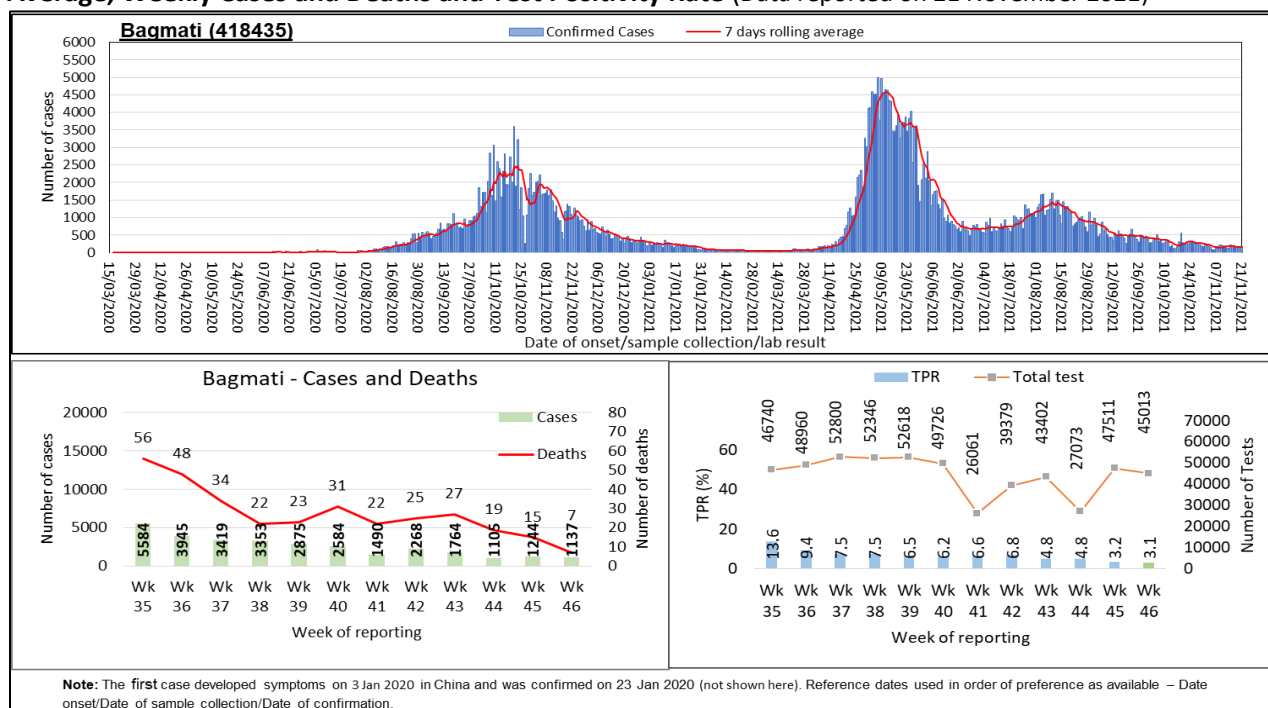 Average, Weekly Cases and Deaths and Test Positivity Rate (Data reported on 21 November 2021)
Bagmati (418435)
Confirmed Cases 7 days rolling average
Number of cases
6000
5000
4000
3000
2000
1000
0
15/03/2020 29/03/2020 12/04/2020 26/04/2020 10/05/2020 24/05/2020 07/06/2020 21/06/2020 05/07/2020 19/07/2020 02/08/2020 16/08/2020 30/08/2020 13/09/2020 27/09/2020 11/10/2020 25/10/2020 08/11/2020 22/11/2020 06/12/2020 20/12/2020 03/01/2021 17/01/2021 31/01/2021 14/02/2021 28/02/2021 14/03/2021 28/03/2021 11/04/2021 25/04/2021 09/05/2021 23/05/2021 06/06/2021 20/06/2021 04/07/2021 18/07/2021 01/08/2021 15/08/2021 29/08/2021 12/09/2021 26/09/2021 10/10/2021 24/10/2021 07/11/2021 21/11/2021
Date of onset/sample collection/lab result
Bagmati - Cases and Deaths
Cases
Deaths
Number of cases
20000
15000
10000
5000
0
56 48 34 22 23 31 22 25 27 19 15 7
5584 3945 3419 3353 2875 2584 1490 2268 1764 1105 1244 1137
80
70
60
50
40
30
20
10
0
Number of deaths
Wk Wk Wk Wk Wk Wk Wk Wk Wk Wk Wk Wk
35 36 37 38 39 40 41 42 43 44 45 46
Week of reporting
TPR Total test
46740 48960 52800 52346 52618 49726 26061 39379 43402 27073 47511 45013
TPR (%)
60
40
20
0
13.6 9.4 7.5 7.5 6.5 6.2 6.6 6.8 4.8 4.8 3.2 3.1
70000
60000
50000
40000
30000
20000
10000
0
Number of Tests
Wk Wk Wk Wk Wk Wk Wk Wk Wk Wk Wk Wk
35 36 37 38 39 40 41 42 43 44 45 46
Week of reporting
Note: The first case developed symptoms on 3 Jan 2020 in China and was confirmed on 23 Jan 2020 (not shown here). Reference dates used in order of preference as available – Date
onset/Date of sample collection/Date of confirmation.